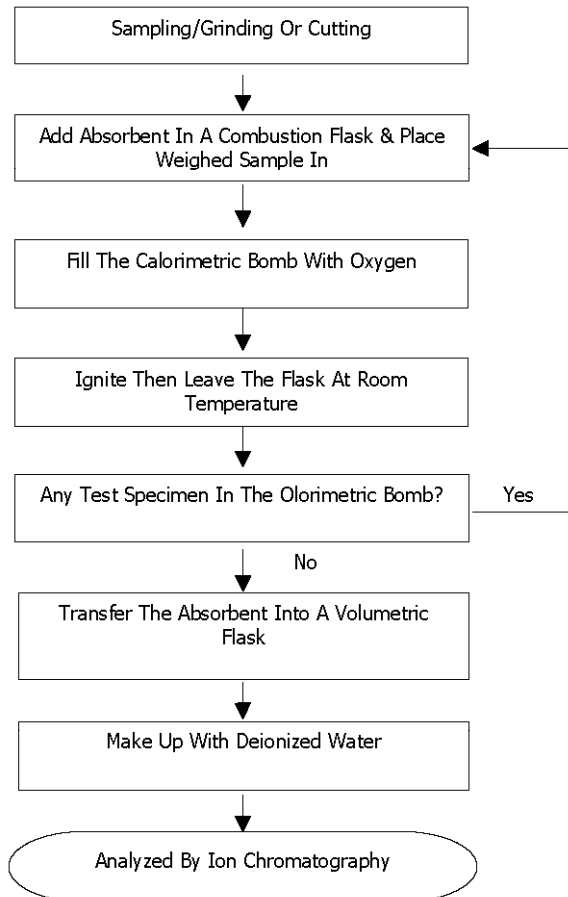 Sampling/Grinding Or Cutting
Add Absorbent In A Combustion Flask & Place
Weighed Sample In
Fill The Calorimetric Bomb With Oxygen
Ignite Then Leave The Flask At Room
Temperature
Any Test Specimen In The Olorimetric Bomb?
Yes
No
Transfer The Absorbent Into A Volumetric
Flask
Make Up With Deionized Water
Analyzed By Ion Chromatography